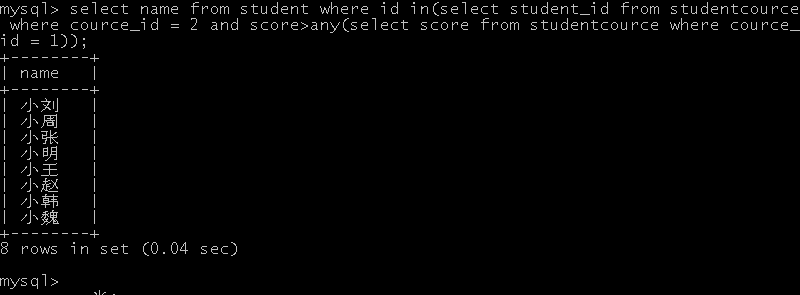 mysql> select name from student where id in(select student_id from studentcource
 where cource_id = 2 and score>any(select score from studentcource where cource_
id = 1));
+--------+
| name   |
+--------+
| 小刘   |
| 小周   |
| 小张   |
| 小明   |
| 小王   |
| 小赵   |
| 小韩   |
| 小魏   |
+--------+
8 rows in set (0.04 sec)
mysql>